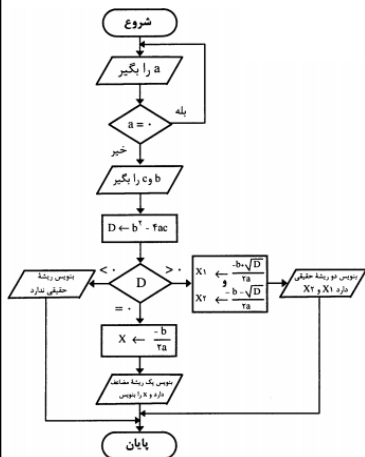 شروع
a را بگیر
a = ۰
بله
خیر
b و c را بگیر
D ← b² - ۴ac
< ۰
D
> ۰
= ۰
بنویس ریشهٔ
حقیقی ندارد
X۱ ← -b+√D / ۲a
و
X۲ ← -b-√D / ۲a
بنویس دو ریشهٔ حقیقی
دارد X۱ و X۲
X ← -b / ۲a
بنویس یک ریشهٔ مضاعف
دارد و x را بنویس
پایان